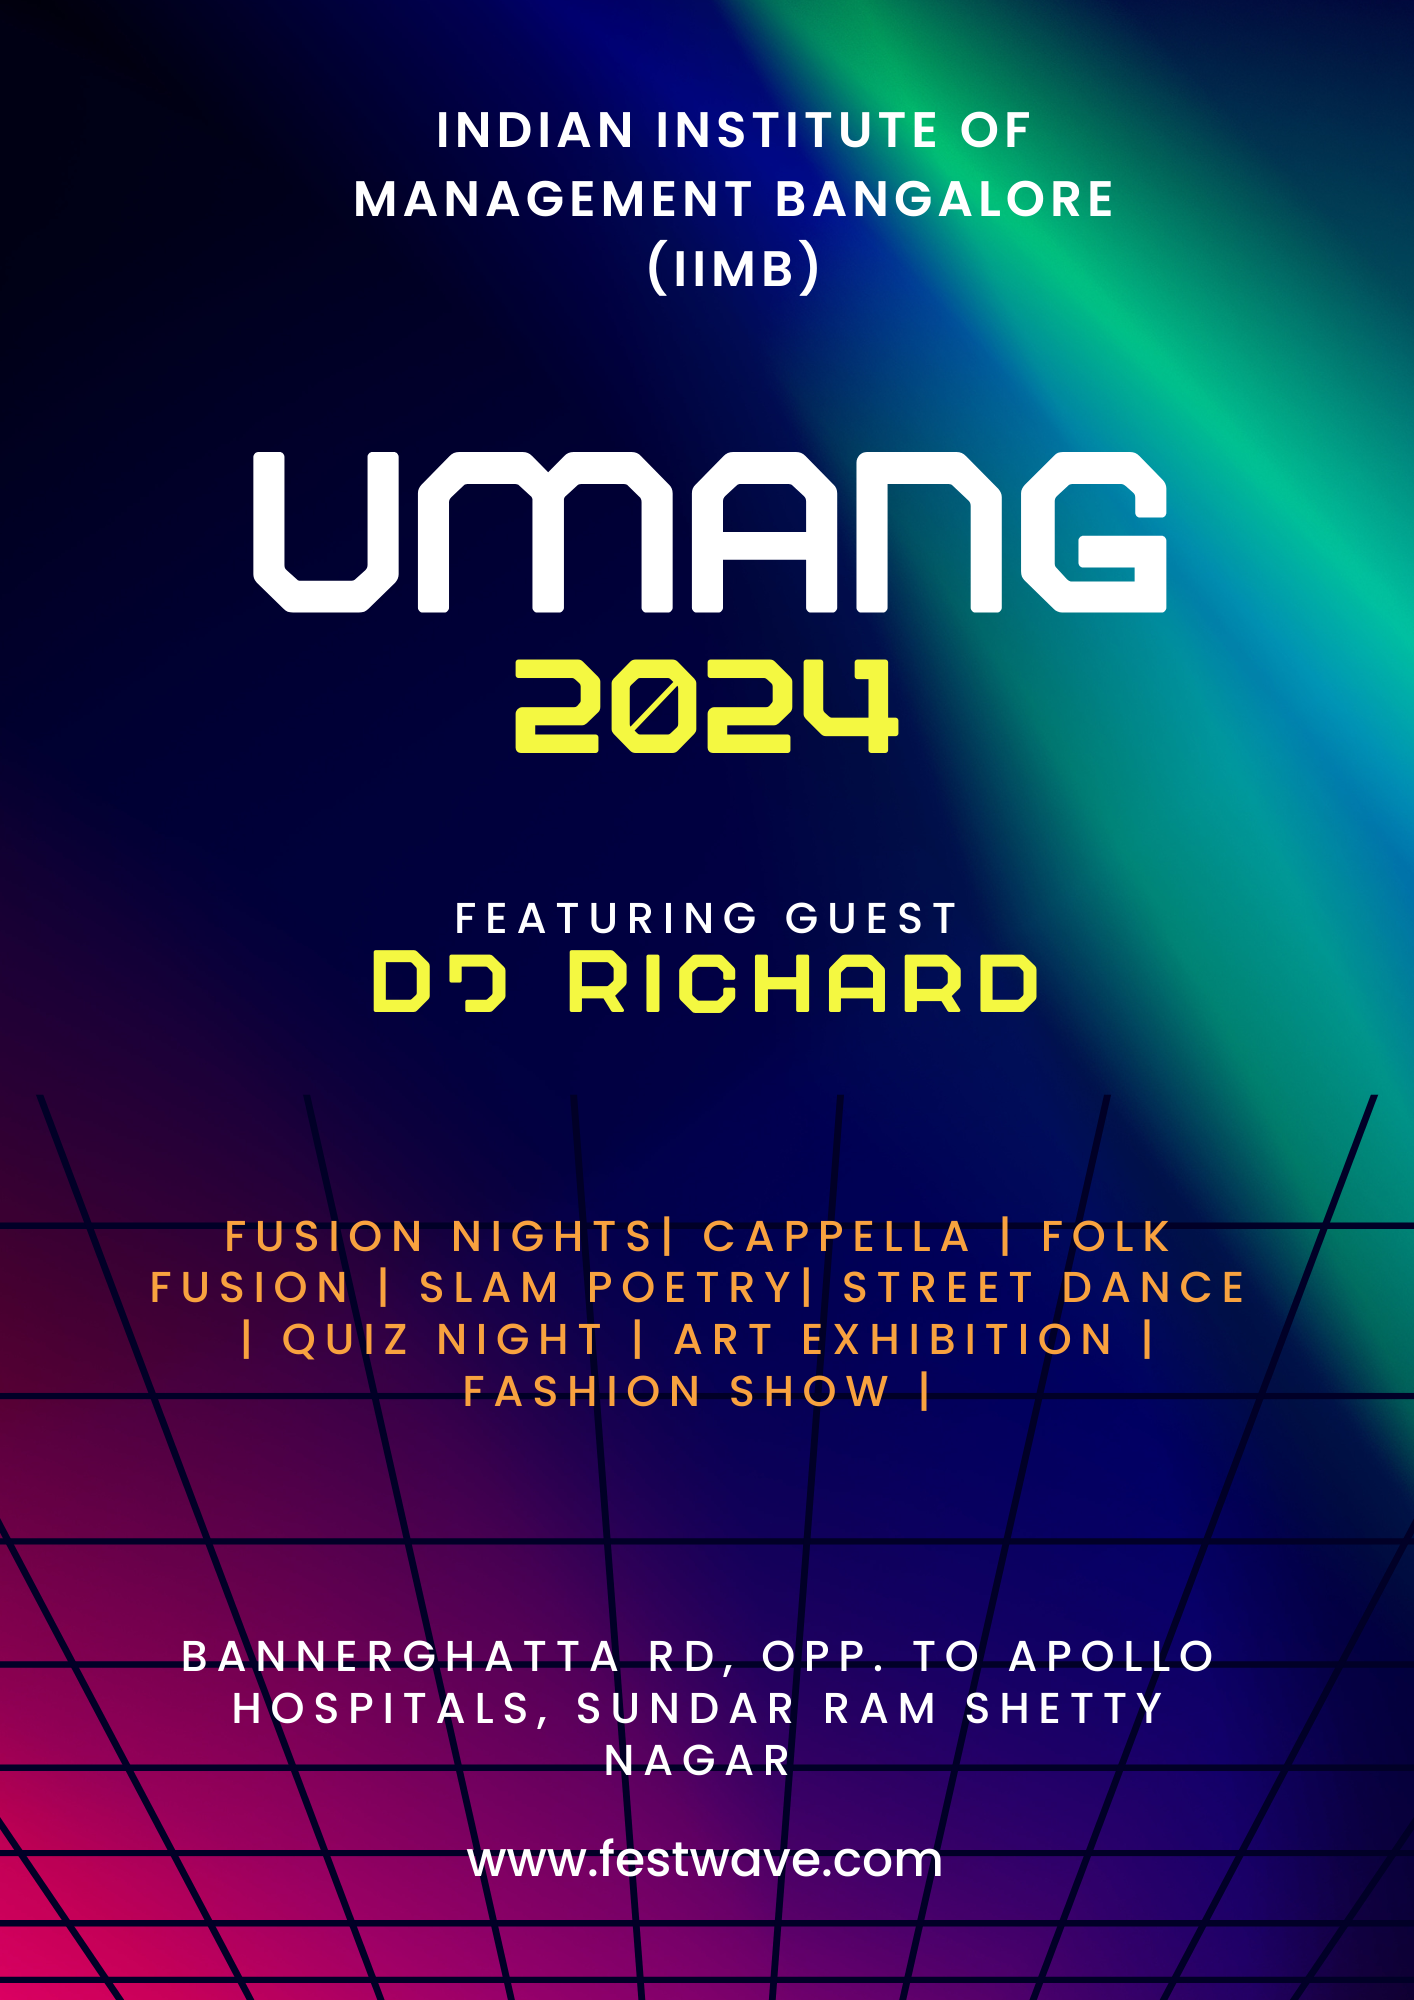 INDIAN INSTITUTE OF
MANAGEMENT BANGALORE
(IIMB)
UMANG
2024
FEATURING GUEST
DJ RICHARD
FUSION NIGHTS| CAPPELLA | FOLK
FUSION | SLAM POETRY| STREET DANCE
| QUIZ NIGHT | ART EXHIBITION |
FASHION SHOW |
BANNERGHATTA RD, OPP. TO APOLLO
HOSPITALS, SUNDAR RAM SHETTY
NAGAR
www.festwave.com